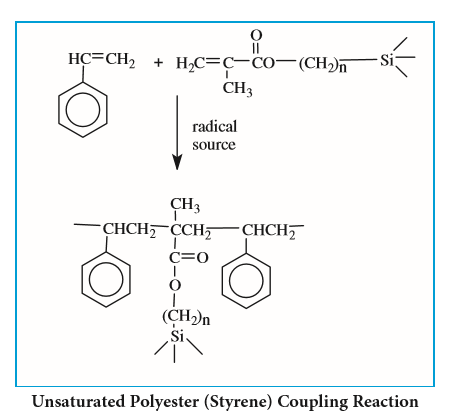 O
HC=CH₂ + H₂C=C—CO—(CH₂)n—Si
CH₃
radical
source
CH₃
—CHCH₂—CCH₂—CHCH₂—
C=O
O
(CH₂)n
Si
Unsaturated Polyester (Styrene) Coupling Reaction